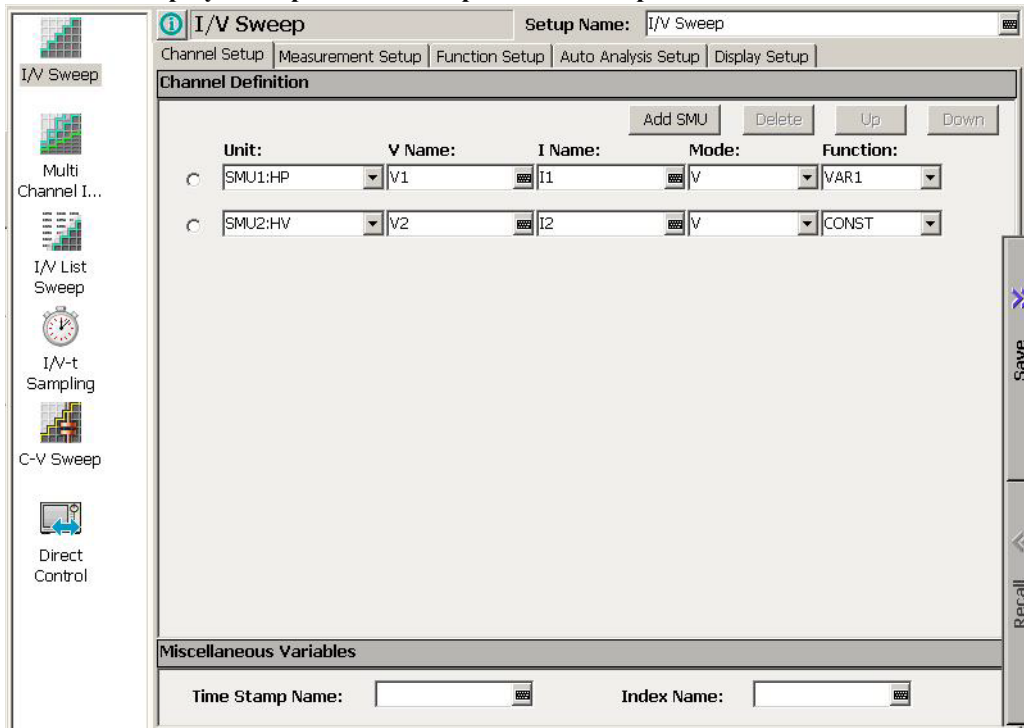 I/V Sweep
Setup Name: I/V Sweep
Channel Setup Measurement Setup Function Setup Auto Analysis Setup Display Setup
Channel Definition
Add SMU Delete Up Down
Unit: V Name: I Name: Mode: Function:
SMU1:HP V1 I1 V VAR1
SMU2:HV V2 I2 V CONST
Miscellaneous Variables
Time Stamp Name: Index Name:
I/V Sweep
Multi
Channel I...
I/V List
Sweep
I/V-t
Sampling
C-V Sweep
Direct
Control
Save
Recall